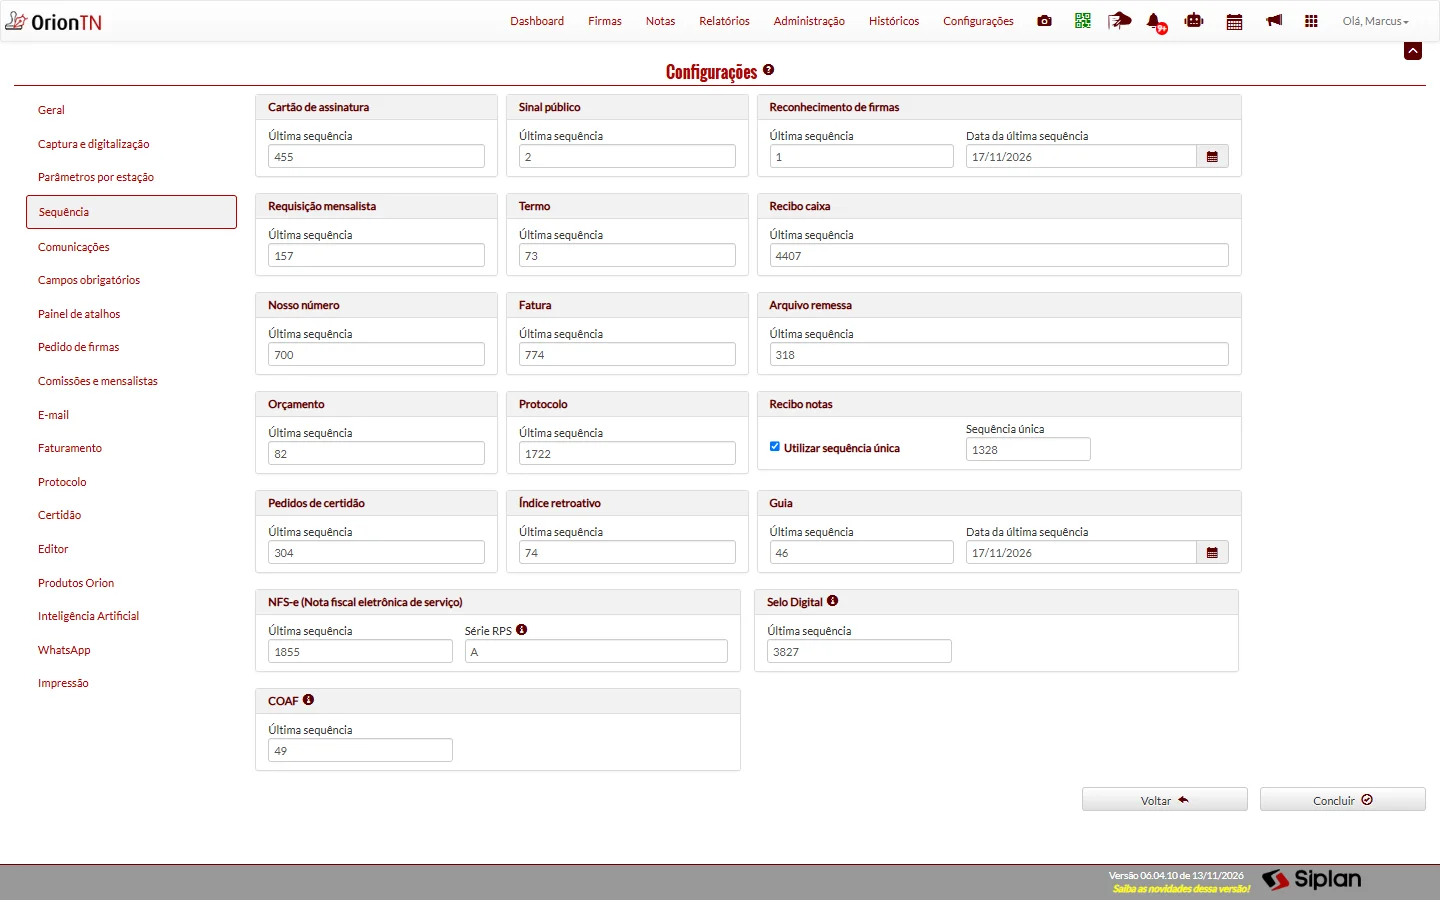 OrionTN
Dashboard Firmas Notas Relatórios Administração Históricos Configurações 9+ Olá, Marcus
Configurações
Geral
Captura e digitalização
Parâmetros por estação
Sequência
Comunicações
Campos obrigatórios
Painel de atalhos
Pedido de firmas
Comissões e mensalistas
E-mail
Faturamento
Protocolo
Certidão
Editor
Produtos Orion
Inteligência Artificial
WhatsApp
Impressão
Cartão de assinatura
Última sequência
455
Sinal público
Última sequência
2
Reconhecimento de firmas
Última sequência Data da última sequência
1 17/11/2026
Requisição mensalista
Última sequência
157
Termo
Última sequência
73
Recibo caixa
Última sequência
4407
Nosso número
Última sequência
700
Fatura
Última sequência
774
Arquivo remessa
Última sequência
318
Orçamento
Última sequência
82
Protocolo
Última sequência
1722
Recibo notas
Utilizar sequência única
Sequência única
1328
Pedidos de certidão
Última sequência
304
Índice retroativo
Última sequência
74
Guia
Última sequência Data da última sequência
46 17/11/2026
NFS-e (Nota fiscal eletrônica de serviço)
Última sequência Série RPS
1855 A
Selo Digital
Última sequência
3827
COAF
Última sequência
49
Voltar Concluir
Versão 06.04.10 de 13/11/2026
Saiba as novidades dessa versão!
Siplan